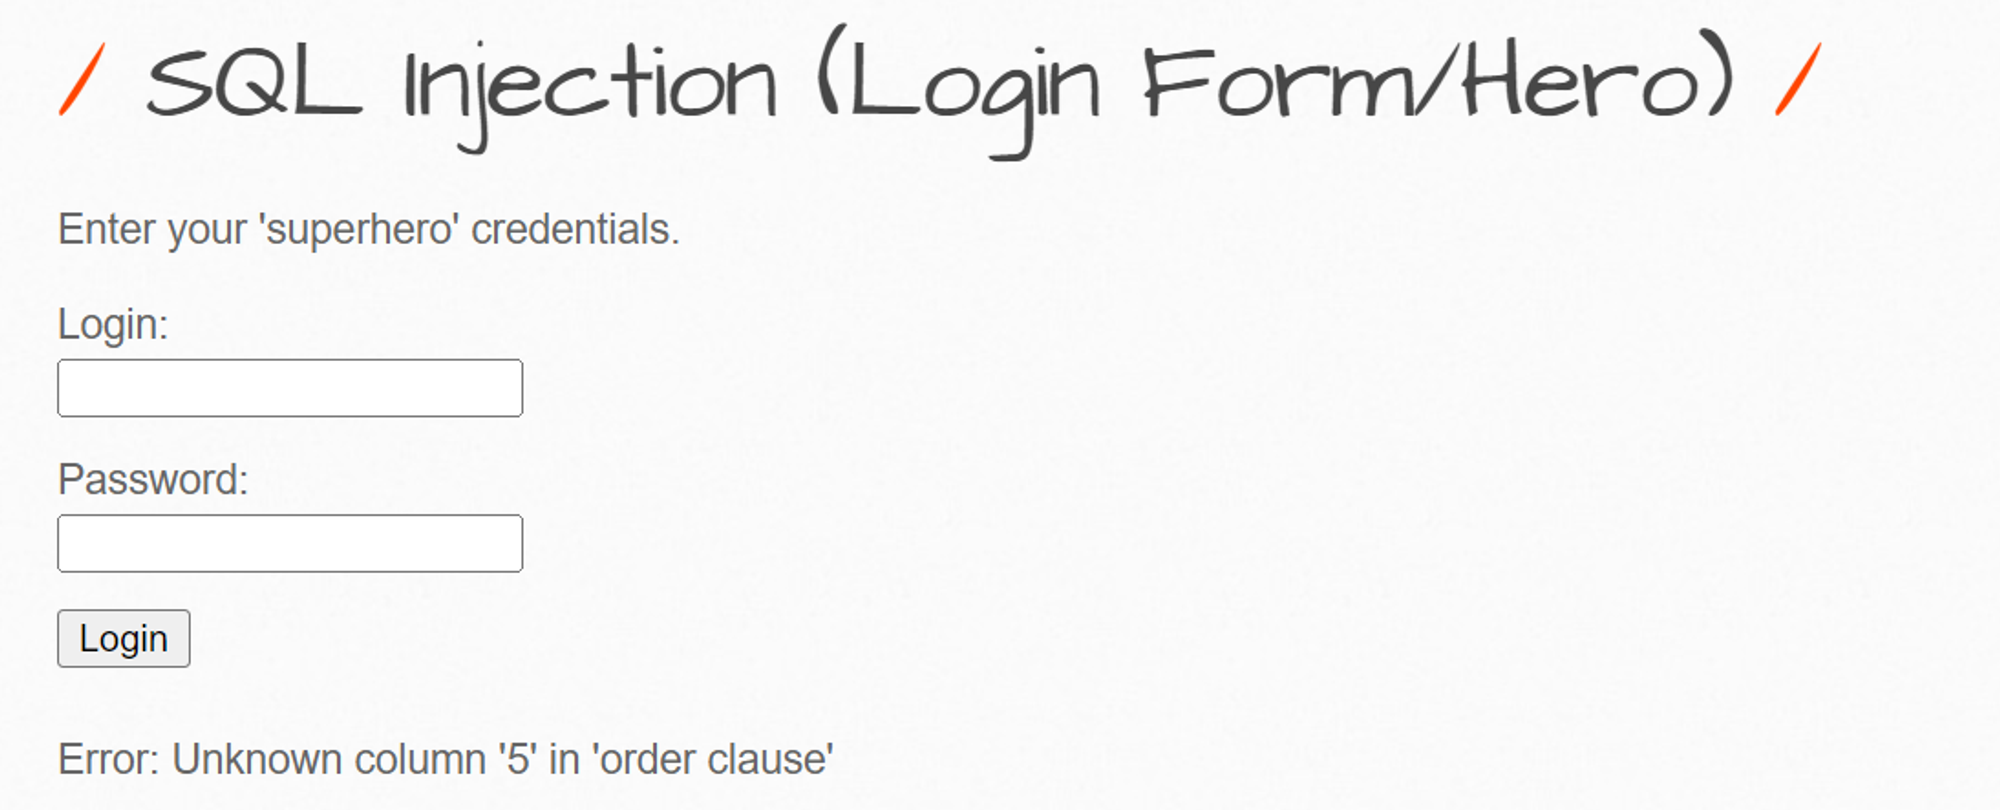 / SQL Injection (Login Form/Hero) /
Enter your 'superhero' credentials.
Login:
Password:
Login
Error: Unknown column '5' in 'order clause'